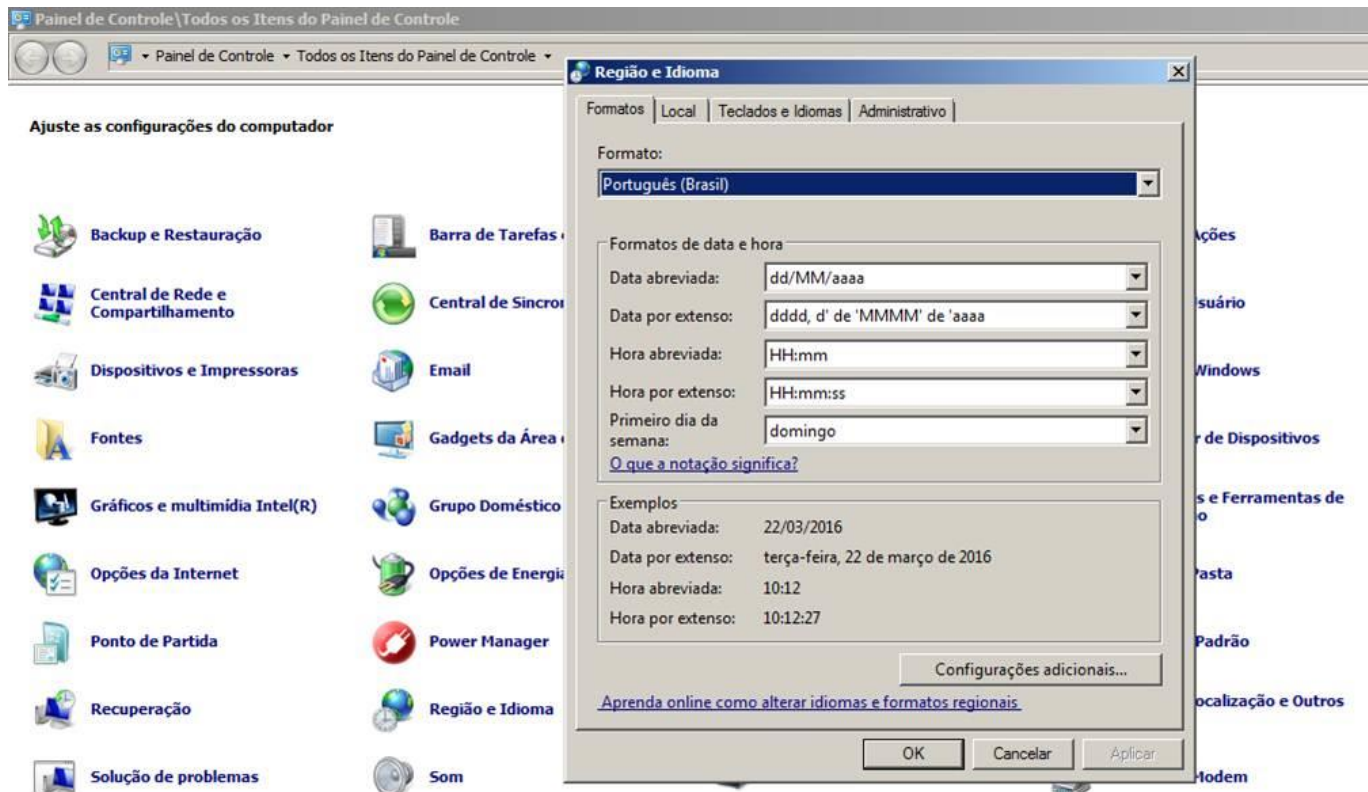 Painel de Controle\Todos os Itens do Painel de Controle
Painel de Controle
Todos os Itens do Painel de Controle
Ajuste as configurações do computador
Backup e Restauração
Barra de Tarefas
Central de Rede e
Compartilhamento
Central de Sincro
Dispositivos e Impressoras
Email
Fontes
Gadgets da Área
Gráficos e multimídia Intel(R)
Grupo Doméstico
Opções da Internet
Opções de Energia
Ponto de Partida
Power Manager
Recuperação
Região e Idioma
Solução de problemas
Som
Região e Idioma
Formatos
Local
Teclados e Idiomas
Administrativo
Formato:
Português (Brasil)
Formatos de data e hora
Data abreviada:
dd/MM/aaaa
Data por extenso:
dddd, d' de 'MMMM' de 'aaaa
Hora abreviada:
HH:mm
Hora por extenso:
HH:mm:ss
Primeiro dia da
semana:
domingo
O que a notação significa?
Exemplos
Data abreviada:
22/03/2016
Data por extenso:
terça-feira, 22 de março de 2016
Hora abreviada:
10:12
Hora por extenso:
10:12:27
Configurações adicionais...
Aprenda online como alterar idiomas e formatos regionais
OK
Cancelar
Aplicar
Ações
suário
Windows
r de Dispositivos
s e Ferramentas de
o
Pasta
Padrão
ocalização e Outros
Modem